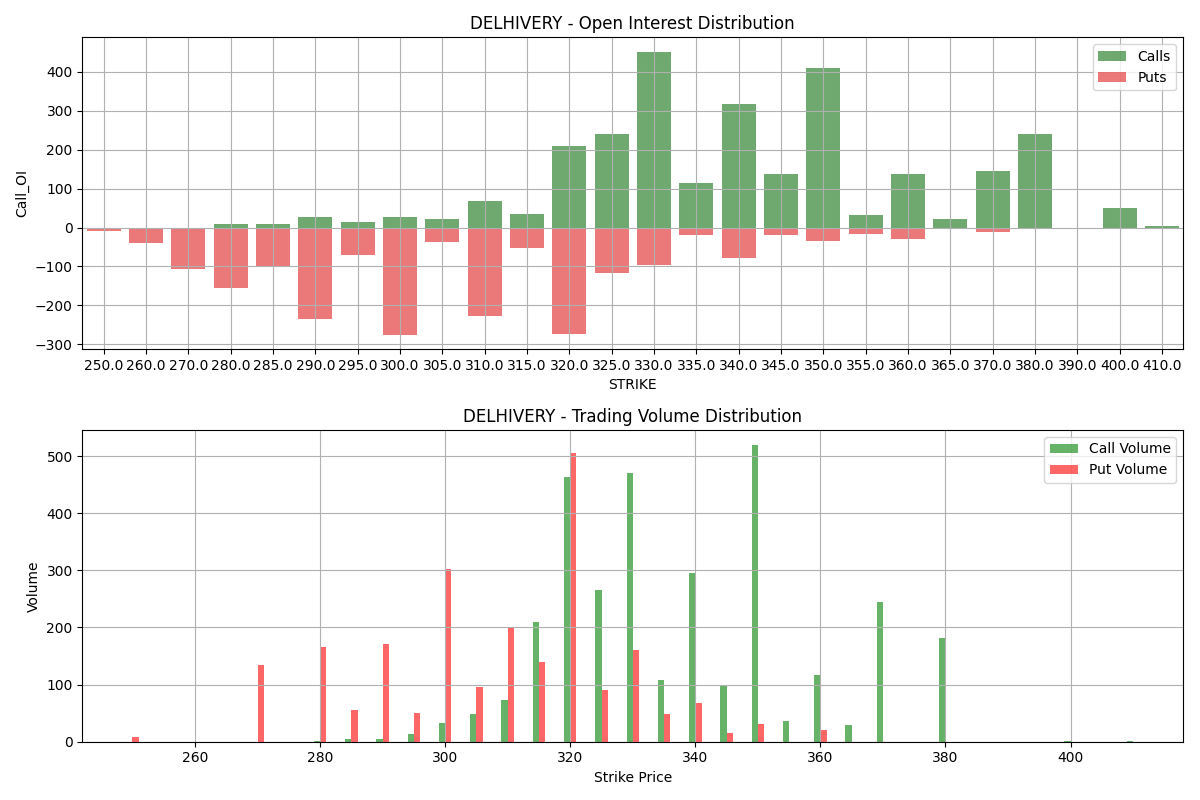 DELHIVERY - Open Interest Distribution
Calls
Puts
Call_OI
400
300
200
100
0
−100
−200
−300
250.0 260.0 270.0 280.0 285.0 290.0 295.0 300.0 305.0 310.0 315.0 320.0 325.0 330.0 335.0 340.0 345.0 350.0 355.0 360.0 365.0 370.0 380.0 390.0 400.0 410.0
STRIKE
DELHIVERY - Trading Volume Distribution
Call Volume
Put Volume
Volume
500
400
300
200
100
0
260 280 300 320 340 360 380 400
Strike Price